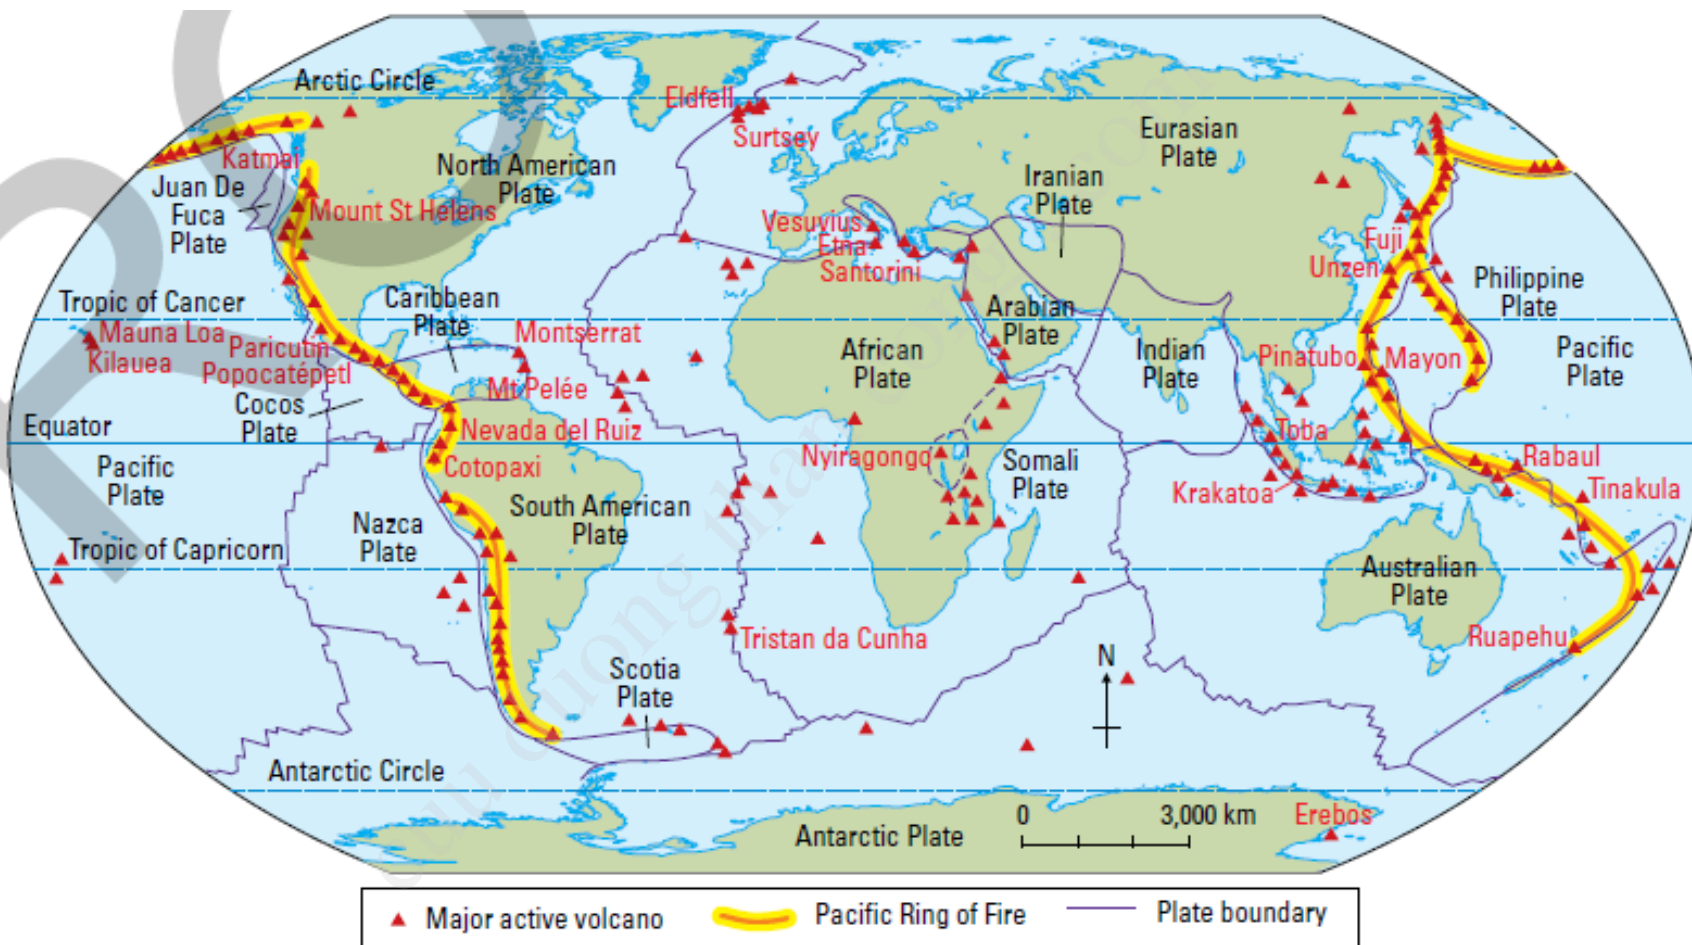 Arctic Circle
Eldfell
Surtsey
Eurasian
Plate
Katmai
North American
Plate
Juan De
Fuca
Plate
Mount St Helens
Iranian
Plate
Vesuvius
Etna
Santorini
Fuji
Unzen
Philippine
Plate
Tropic of Cancer
Caribbean
Plate
Arabian
Plate
Mauna Loa
Kilauea
Paricutin
Popocatépetl
Montserrat
Mt Pelée
African
Plate
Indian
Plate
Pinatubo
Mayon
Pacific
Plate
Cocos
Plate
Equator
Nevada del Ruiz
Cotopaxi
Toba
Nyiragongo
Somali
Plate
Krakatoa
Rabaul
Tinakula
Pacific
Plate
South American
Plate
Nazca
Plate
Tropic of Capricorn
Australian
Plate
Tristan da Cunha
Ruapehu
Scotia
Plate
N
Antarctic Circle
0 3,000 km
Erebos
Antarctic Plate
Major active volcano
Pacific Ring of Fire
Plate boundary